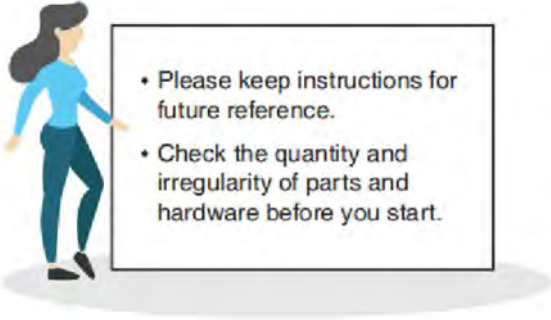 • Please keep instructions for
future reference.
• Check the quantity and
irregularity of parts and
hardware before you start.